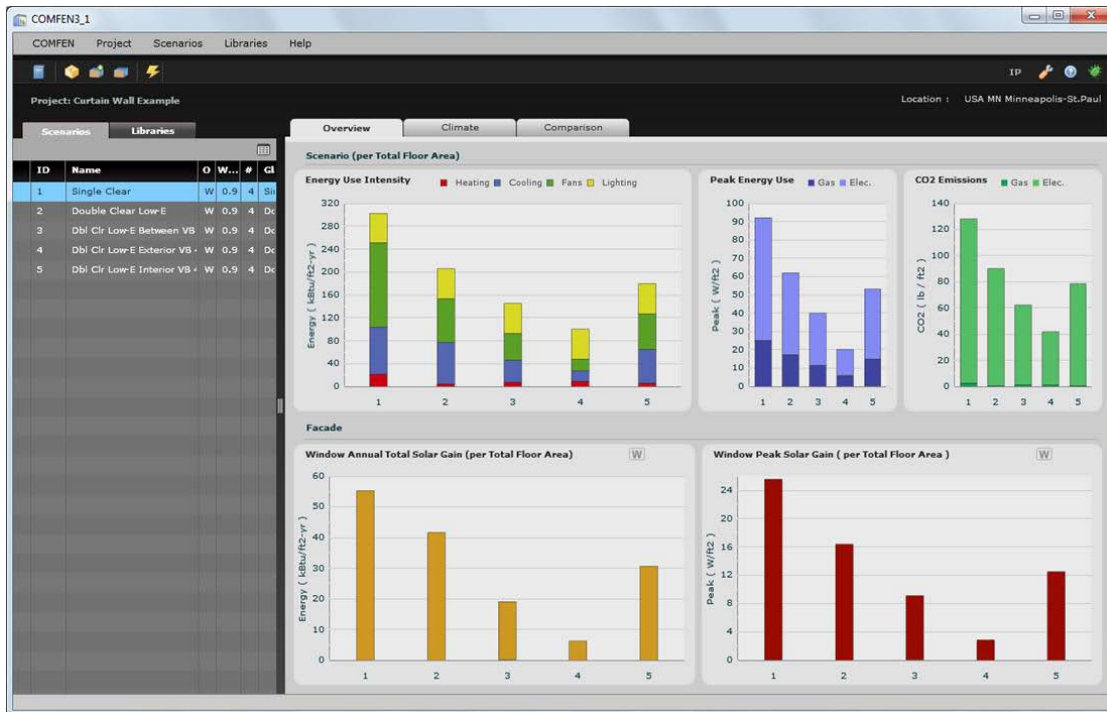 COMFEN3_1
COMFEN Project Scenarios Libraries Help
IP
Project: Curtain Wall Example
Location : USA MN Minneapolis-St.Paul
Scenarios Libraries
Overview Climate Comparison
ID Name O W... # Gl
1 Single Clear W 0.9 4 Sin
2 Double Clear Low-E W 0.9 4 Do
3 Dbl Clr Low-E Between VB W 0.9 4 Do
4 Dbl Clr Low-E Exterior VB - W 0.9 4 Do
5 Dbl Clr Low-E Interior VB - W 0.9 4 Do
Scenario (per Total Floor Area)
Energy Use Intensity Heating Cooling Fans Lighting
320
280
240
200
160
120
80
40
0
Energy ( kBtu/ft2-yr )
1 2 3 4 5
Peak Energy Use Gas Elec.
100
90
80
70
60
50
40
30
20
10
0
Peak ( W/ft2 )
1 2 3 4 5
CO2 Emissions Gas Elec.
140
120
100
80
60
40
20
0
CO2 ( lb / ft2 )
1 2 3 4 5
Facade
Window Annual Total Solar Gain (per Total Floor Area) W
60
50
40
30
20
10
0
Energy ( kBtu/ft2-yr )
1 2 3 4 5
Window Peak Solar Gain ( per Total Floor Area ) W
24
20
16
12
8
4
0
Peak ( W/ft2 )
1 2 3 4 5